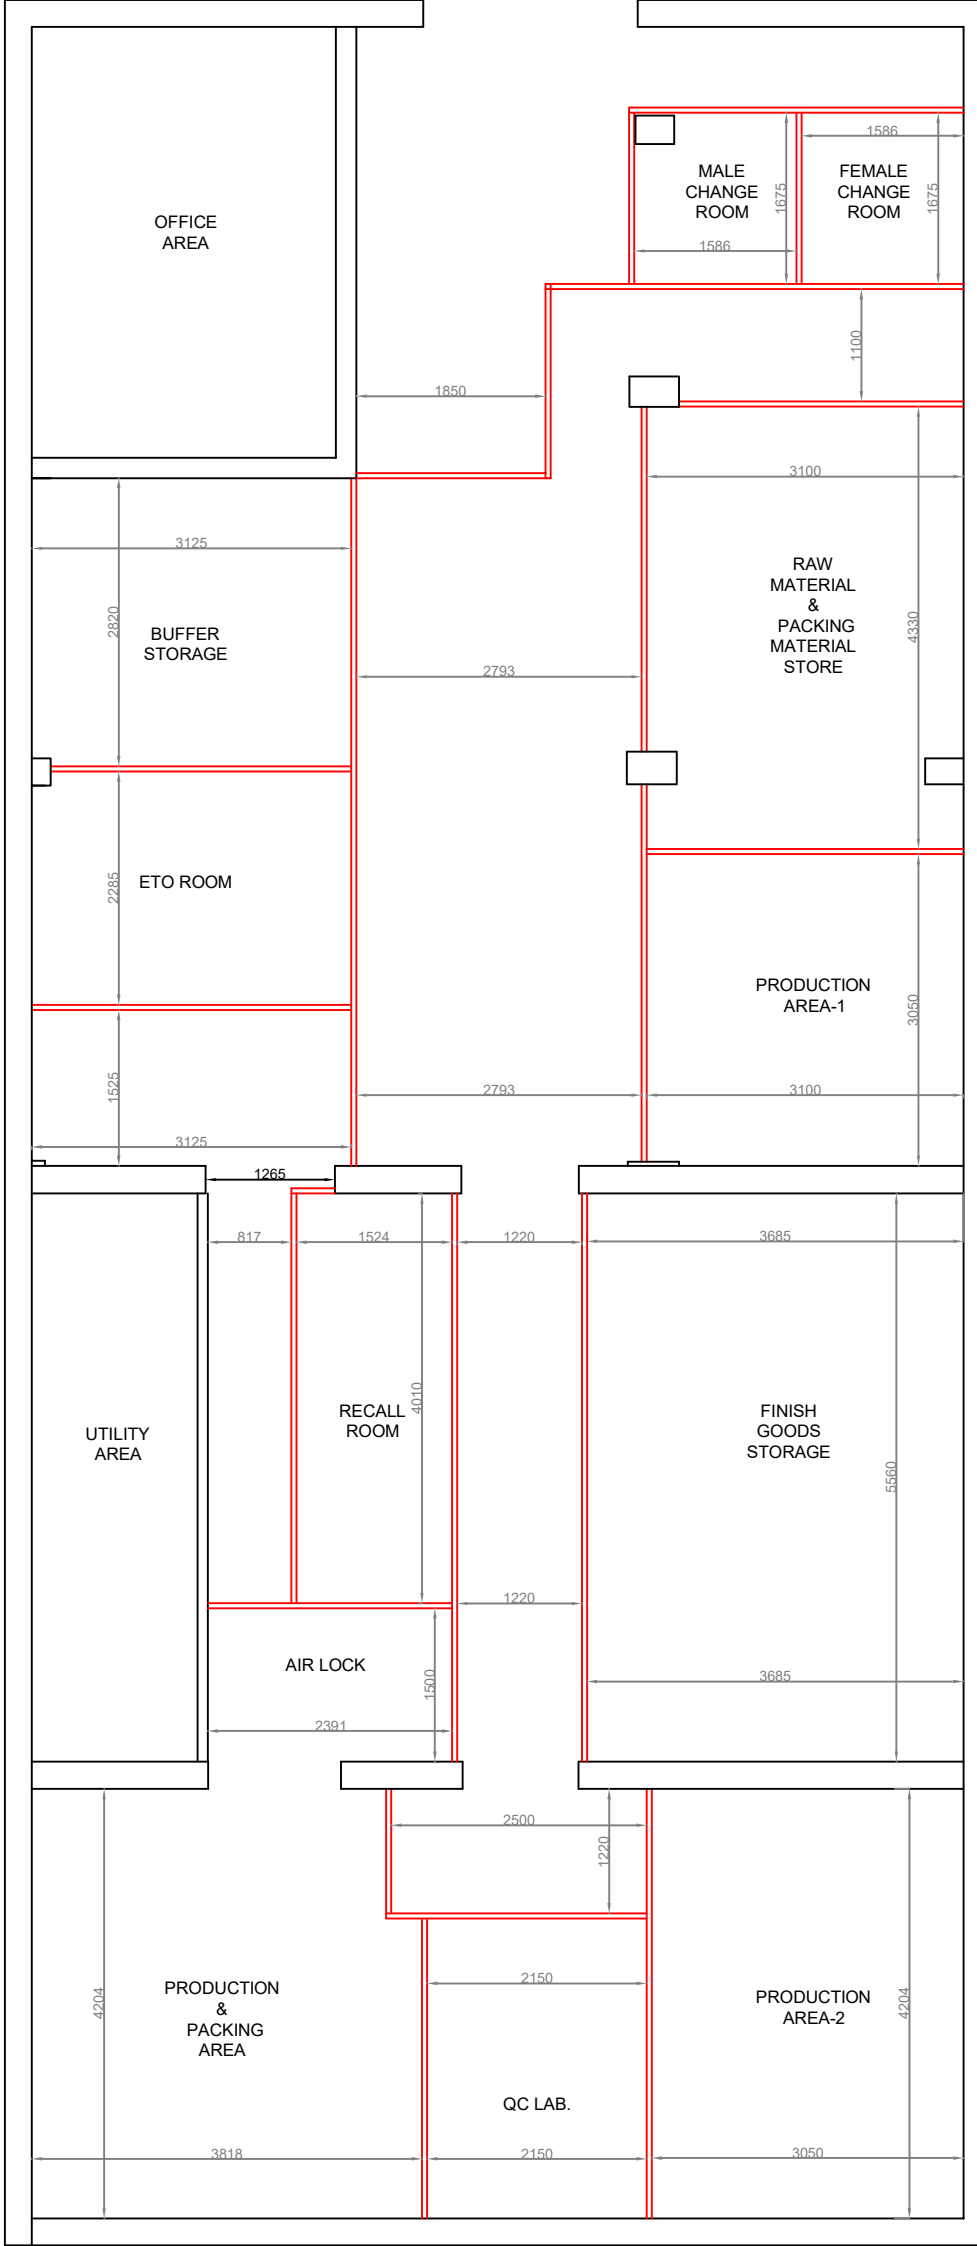 1586
MALE
CHANGE
ROOM
1675
FEMALE
CHANGE
ROOM
1675
OFFICE
AREA
1586
1100
1850
3100
3125
RAW
MATERIAL
&
PACKING
MATERIAL
STORE
2820
4330
BUFFER
STORAGE
2793
ETO ROOM
2285
PRODUCTION
AREA-1
3050
1525
2793
3100
3125
1265
817
1524
1220
3685
4010
RECALL
ROOM
FINISH
GOODS
STORAGE
UTILITY
AREA
5560
1220
AIR LOCK
1500
3685
2391
2500
1220
2150
PRODUCTION
&
PACKING
AREA
4204
PRODUCTION
AREA-2
4204
QC LAB.
3818
2150
3050